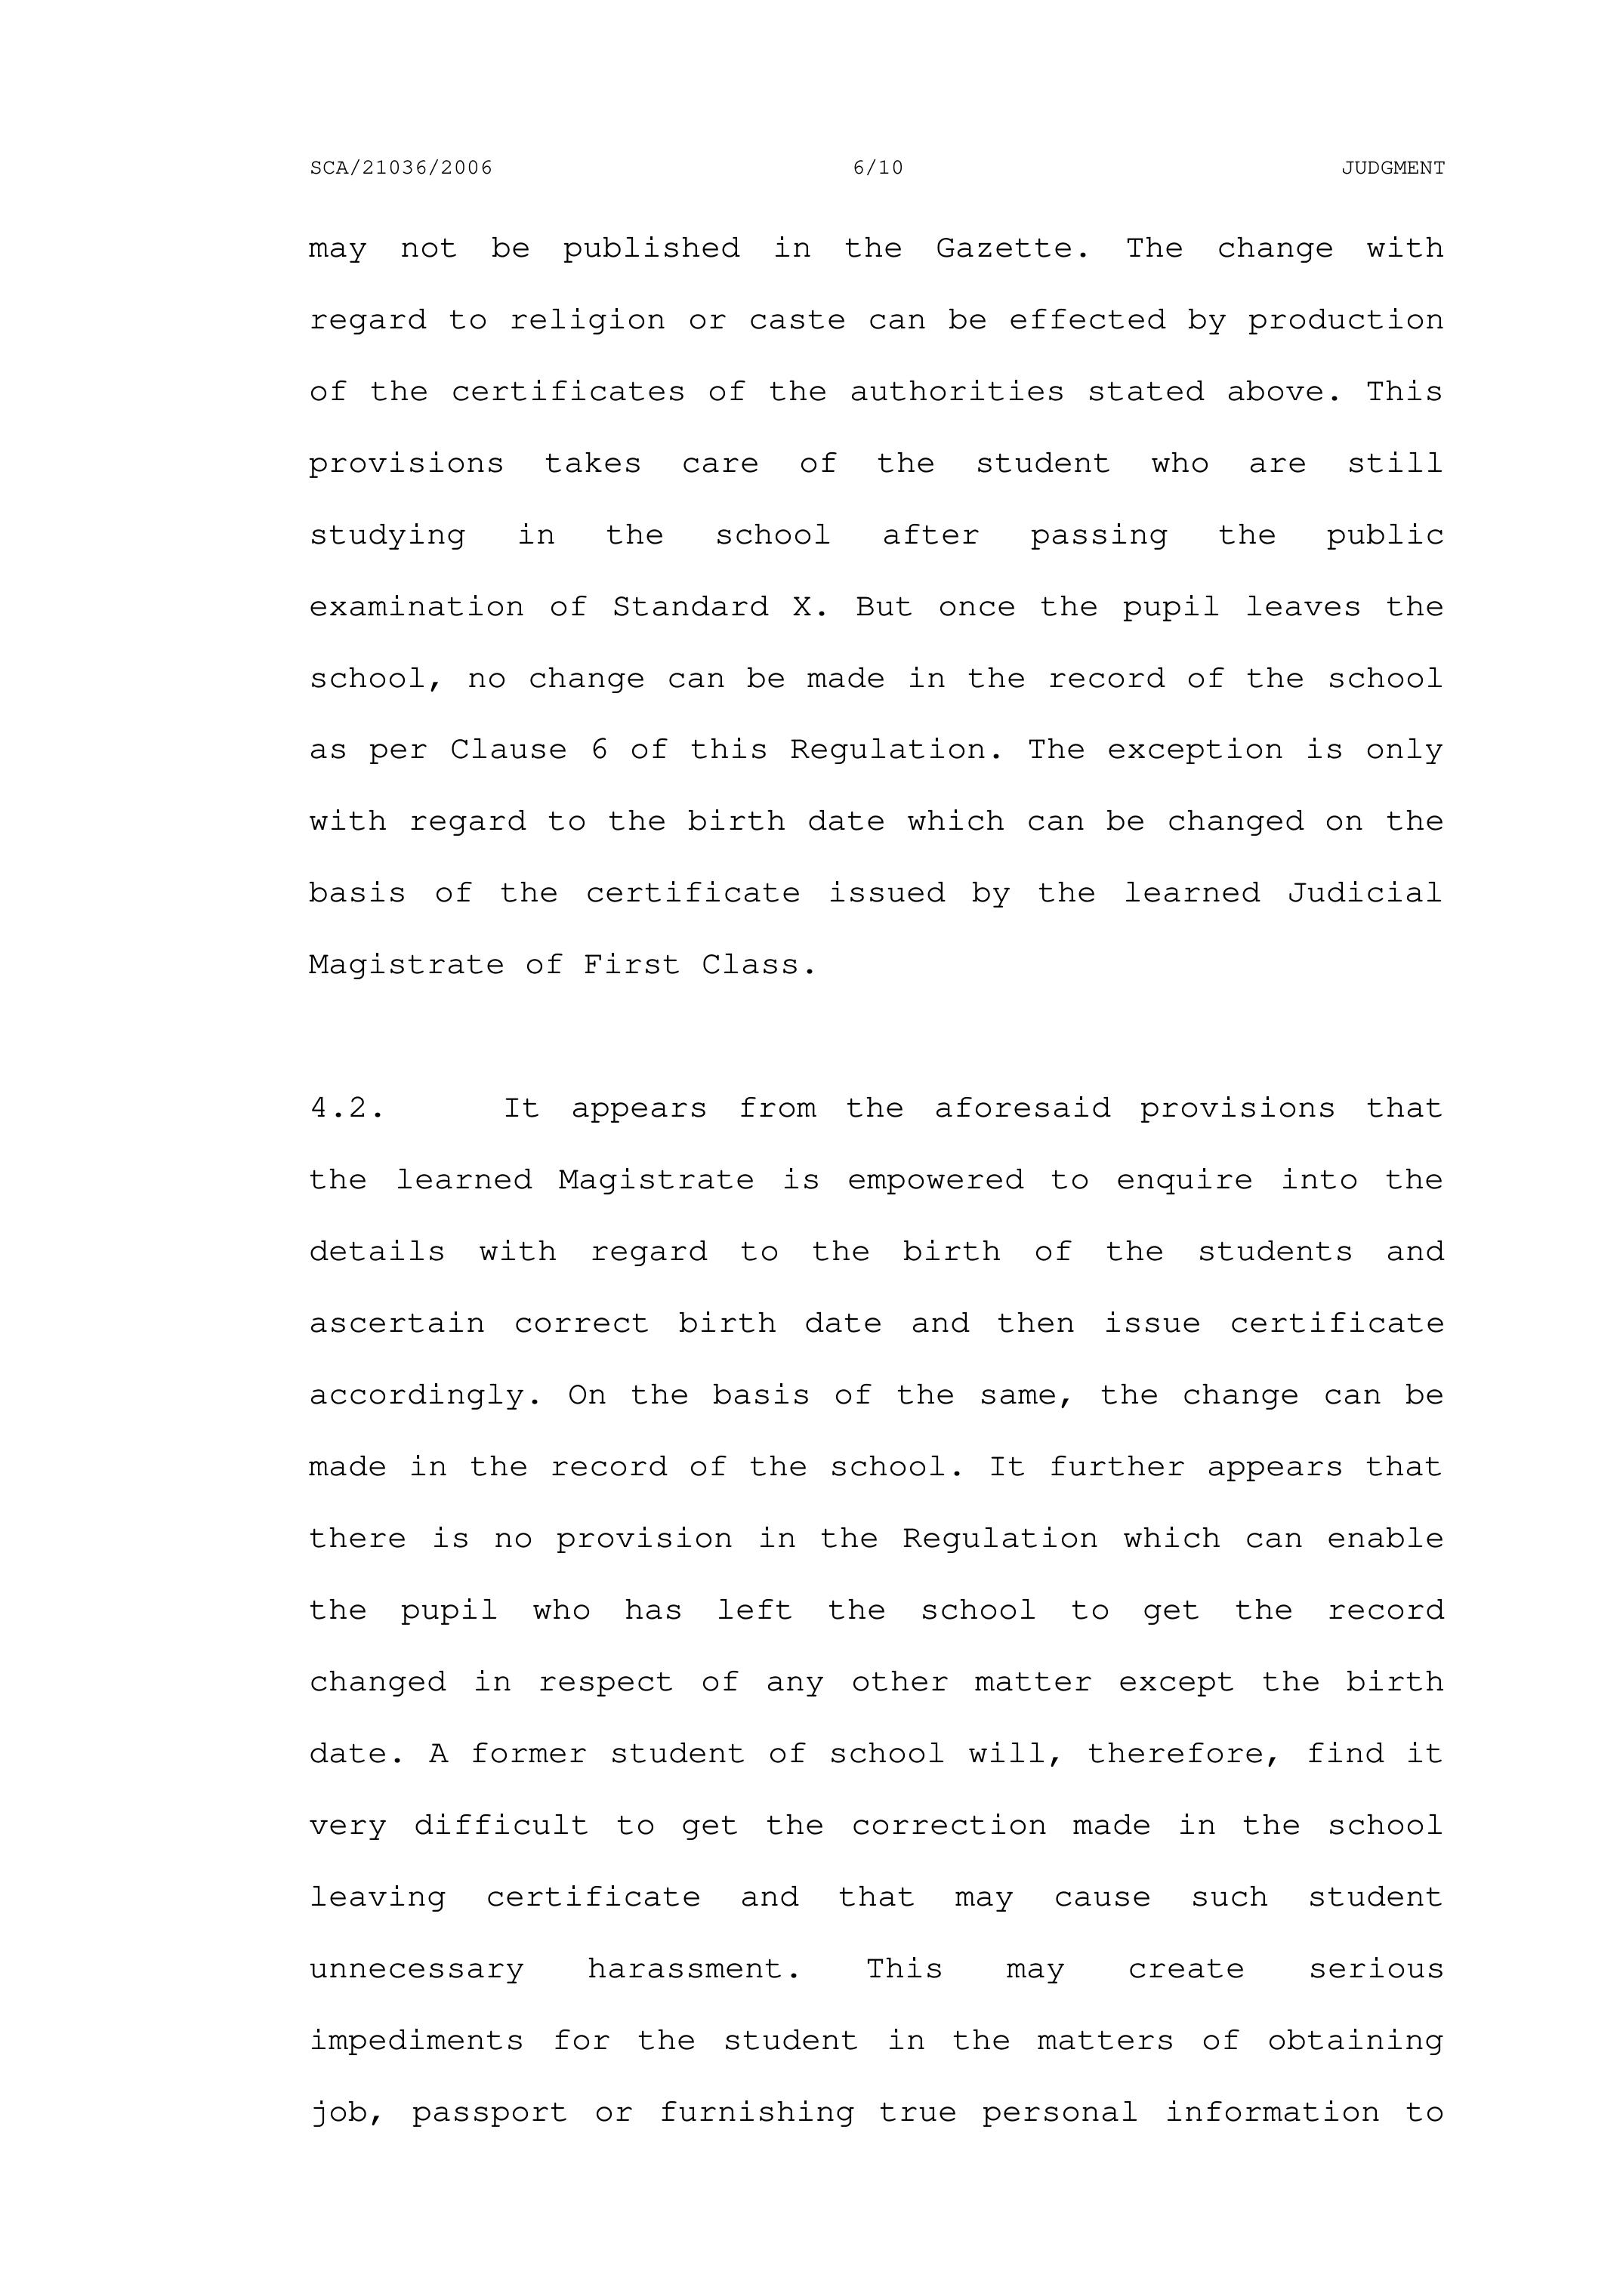 SCA/21036/2006 6/10 JUDGMENT
may not be published in the Gazette. The change with
regard to religion or caste can be effected by production
of the certificates of the authorities stated above. This
provisions takes care of the student who are still
studying in the school after passing the public
examination of Standard X. But once the pupil leaves the
school, no change can be made in the record of the school
as per Clause 6 of this Regulation. The exception is only
with regard to the birth date which can be changed on the
basis of the certificate issued by the learned Judicial
Magistrate of First Class.
4.2. It appears from the aforesaid provisions that
the learned Magistrate is empowered to enquire into the
details with regard to the birth of the students and
ascertain correct birth date and then issue certificate
accordingly. On the basis of the same, the change can be
made in the record of the school. It further appears that
there is no provision in the Regulation which can enable
the pupil who has left the school to get the record
changed in respect of any other matter except the birth
date. A former student of school will, therefore, find it
very difficult to get the correction made in the school
leaving certificate and that may cause such student
unnecessary harassment. This may create serious
impediments for the student in the matters of obtaining
job, passport or furnishing true personal information to